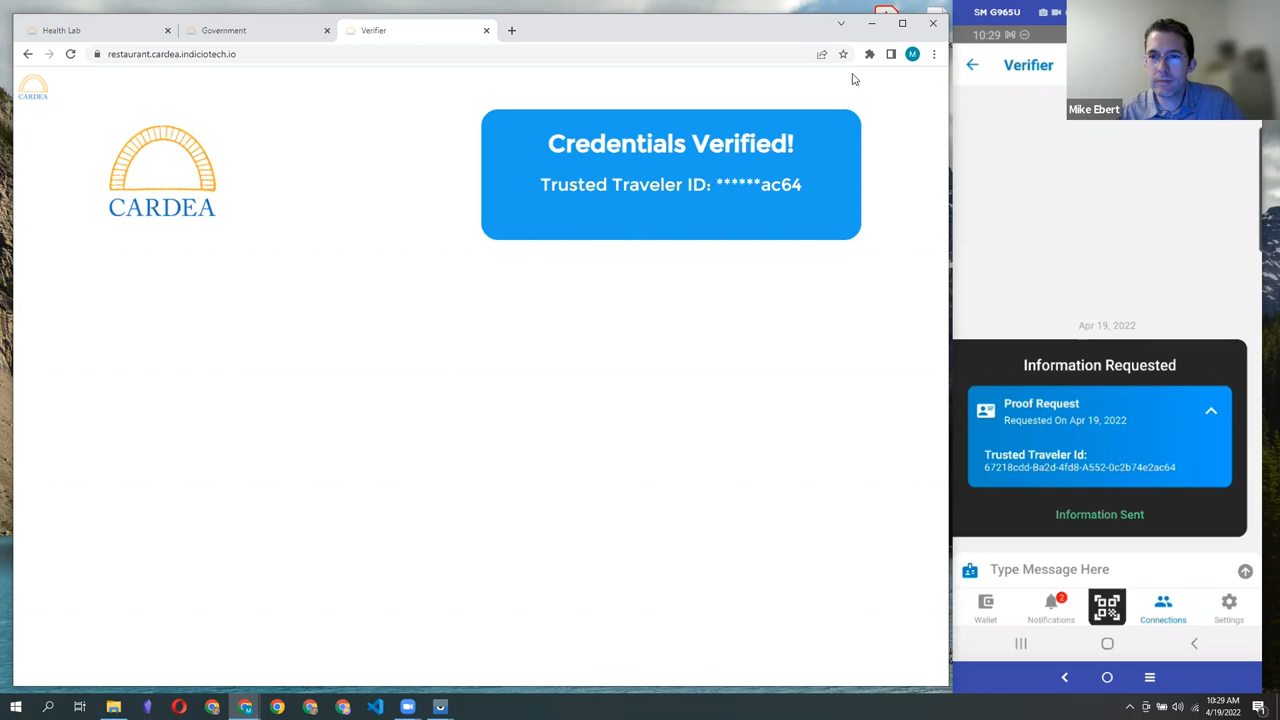 Health Lab
Government
Verifier
restaurant.cardea.indiciotech.io
M
CARDEA
CARDEA
Credentials Verified!
Trusted Traveler ID: ******ac64
SM G965U
10:29
Verifier
Mike Ebert
Apr 19, 2022
Information Requested
Proof Request
Requested On Apr 19, 2022
Trusted Traveler Id:
67218cdd-Ba2d-4fd8-A552-0c2b74e2ac64
Information Sent
Type Message Here
2
Wallet
Notifications
Connections
Settings
10:29 AM
4/19/2022